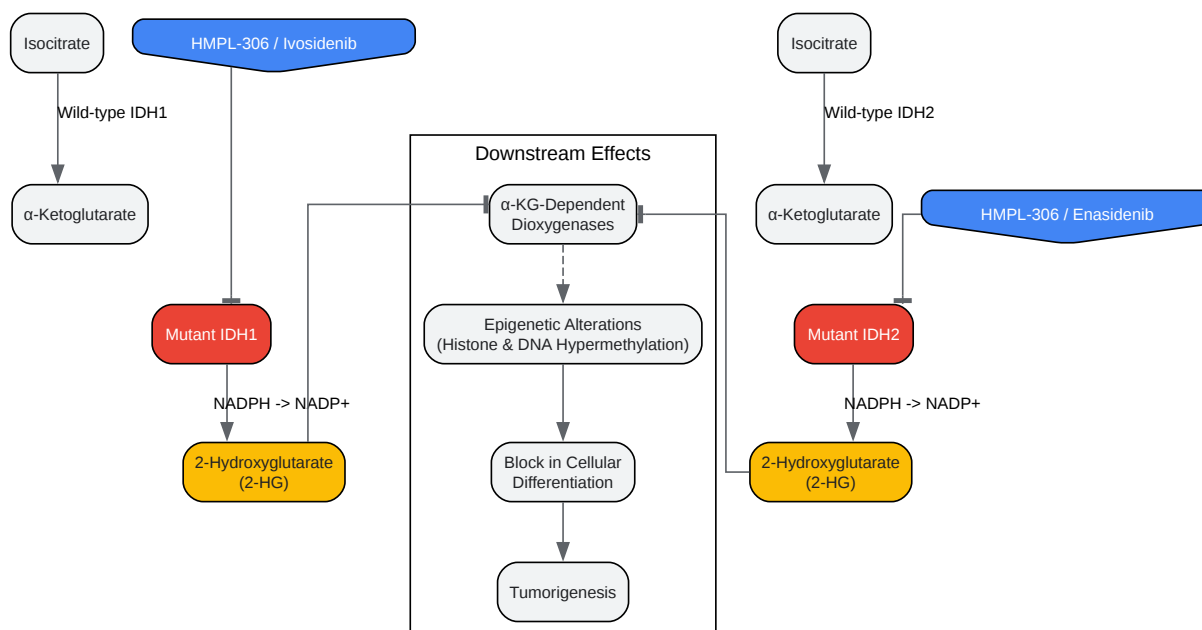 Isocitrate
HMPL-306 / Ivosidenib
Isocitrate
Wild-type IDH1
Wild-type IDH2
Downstream Effects
α-Ketoglutarate
α-KG-Dependent
Dioxygenases
α-Ketoglutarate
HMPL-306 / Enasidenib
Mutant IDH1
Epigenetic Alterations
(Histone & DNA Hypermethylation)
Mutant IDH2
NADPH -> NADP+
NADPH -> NADP+
2-Hydroxyglutarate
(2-HG)
Block in Cellular
Differentiation
2-Hydroxyglutarate
(2-HG)
Tumorigenesis